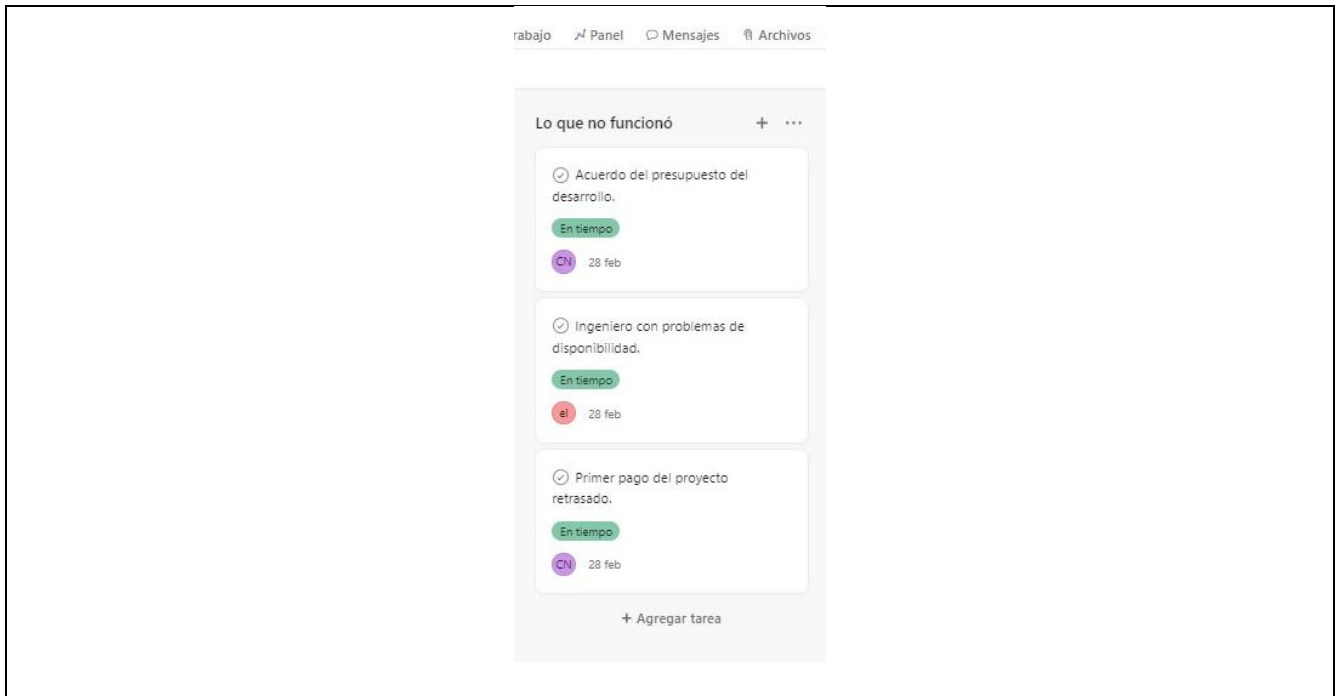 rabajo Panel Mensajes Archivos
Lo que no funcionó
Acuerdo del presupuesto del
desarrollo.
En tiempo
CN 28 feb
Ingeniero con problemas de
disponibilidad.
En tiempo
el 28 feb
Primer pago del proyecto
retrasado.
En tiempo
CN 28 feb
+ Agregar tarea